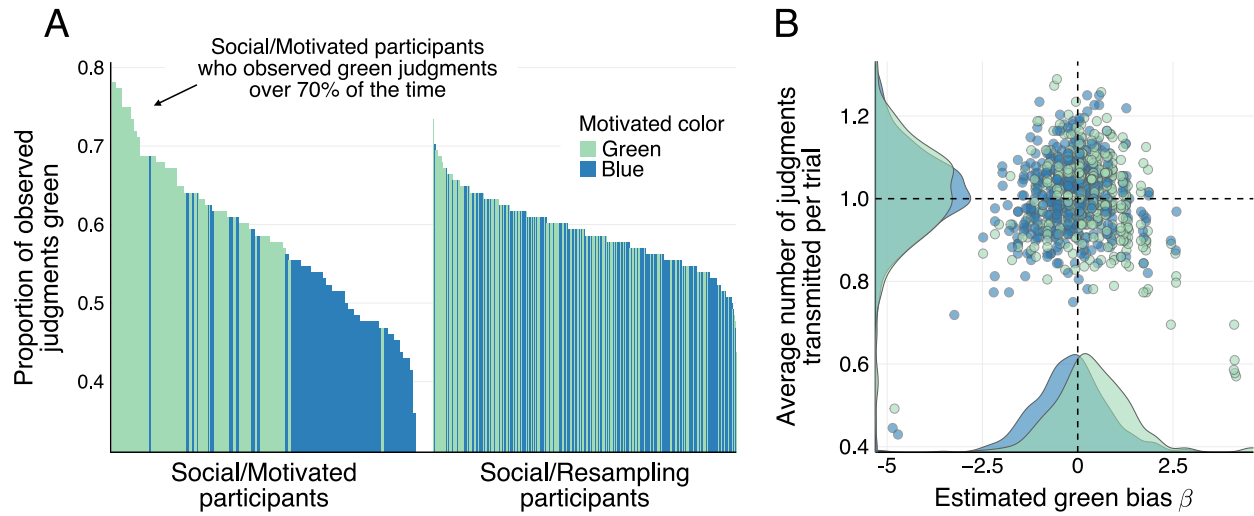 A
Social/Motivated participants
who observed green judgments
over 70% of the time
Proportion of observed
judgments green
0.8
0.7
0.6
0.5
0.4
Motivated color
Green
Blue
Social/Motivated
participants
Social/Resampling
participants
B
Average number of judgments
transmitted per trial
1.2
1.0
0.8
0.6
0.4
-5
-2.5
0
2.5
Estimated green bias β